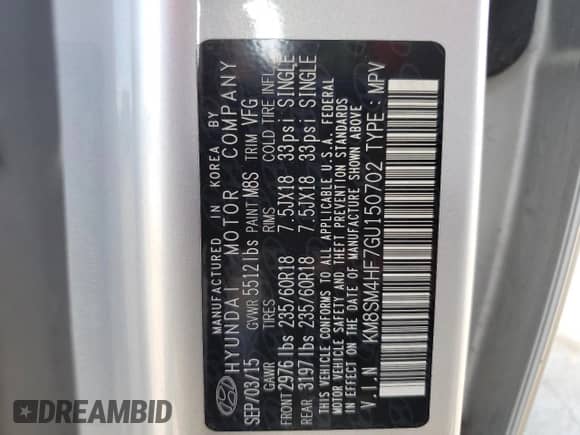 MANUFACTURED IN KOREA BY
HYUNDAI MOTOR COMPANY
SEP/03/15 GVWR 5512 lbs PAINT M8S TRIM VFG
GAWR TIRES RIMS COLD TIRE INFL
FRONT 2976 lbs 235/60R18 7.5JX18 33psi SINGLE
REAR 3197 lbs 235/60R18 7.5JX18 33psi SINGLE
THIS VEHICLE CONFORMS TO ALL APPLICABLE U.S.A. FEDERAL
MOTOR VEHICLE SAFETY AND THEFT PREVENTION STANDARDS
IN EFFECT ON THE DATE OF MANUFACTURE SHOWN ABOVE
V.I.N KM8SM4HF7GU150702 TYPE : MPV
DREAMBID